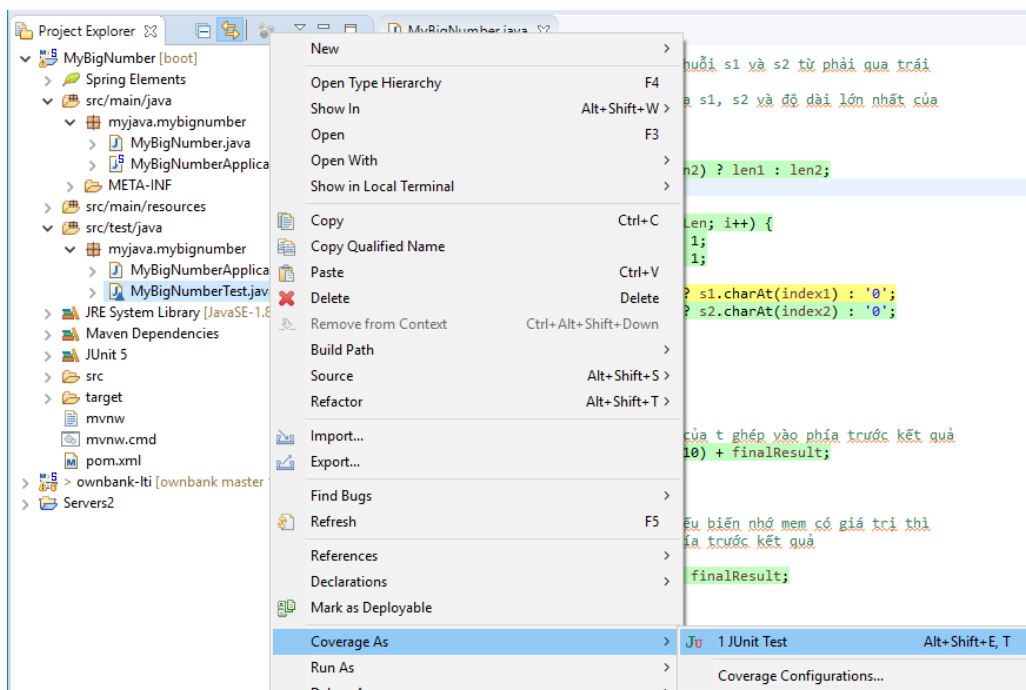 Project Explorer
MyBigNumber.java
MyBigNumber [boot]
Spring Elements
src/main/java
myjava.mybignumber
MyBigNumber.java
MyBigNumberApplica
META-INF
src/main/resources
src/test/java
myjava.mybignumber
MyBigNumberApplica
MyBigNumberTest.jav
JRE System Library [JavaSE-1.8
Maven Dependencies
JUnit 5
src
target
mvnw
mvnw.cmd
pom.xml
> ownbank-lti [ownbank master
Servers2
New
Open Type Hierarchy F4
Show In Alt+Shift+W >
Open F3
Open With
Show in Local Terminal
Copy Ctrl+C
Copy Qualified Name
Paste Ctrl+V
Delete Delete
Remove from Context Ctrl+Alt+Shift+Down
Build Path
Source Alt+Shift+S >
Refactor Alt+Shift+T >
Import...
Export...
Find Bugs
Refresh F5
References
Declarations
Mark as Deployable
Coverage As
Run As
1 JUnit Test Alt+Shift+E, T
Coverage Configurations...
huỗi s1 và s2 từ phải qua trái
s1, s2 và độ dài lớn nhất của
n2) ? len1 : len2;
Len; i++) {
1;
1;
? s1.charAt(index1) : '0';
? s2.charAt(index2) : '0';
của t ghép vào phía trước kết quả
10) + finalResult;
ếu biến nhớ mem có giá trị thì
ía trước kết quả
finalResult;